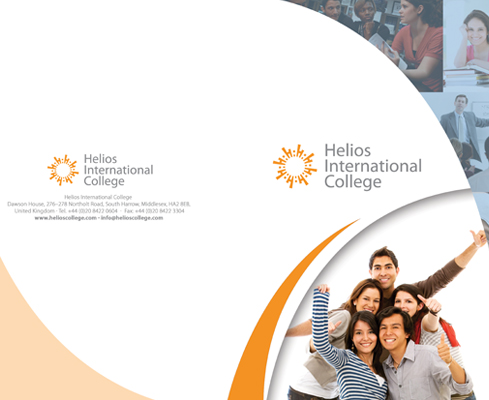 Helios
International
College
Helios International College
Dawson House, 276-278 Northolt Road, South Harrow, Middlesex, HA2 8EB,
United Kingdom · Tel: +44 (0)20 8422 0604 · Fax: +44 (0)20 8422 3304
www.helioscollege.com · info@helioscollege.com
Helios
International
College